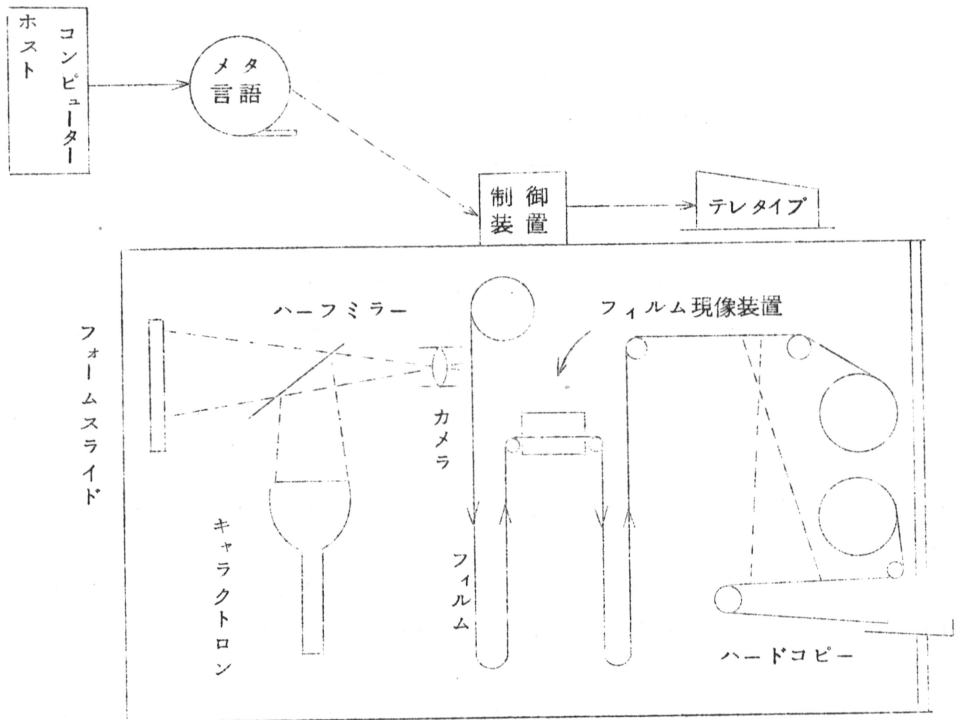 ホスト
コンピューター
メタ
言語
制御
装置
テレタイプ
ハーフミラー
フィルム現像装置
フォームスライド
カメラ
キャラクトロン
フィルム
ハードコピー